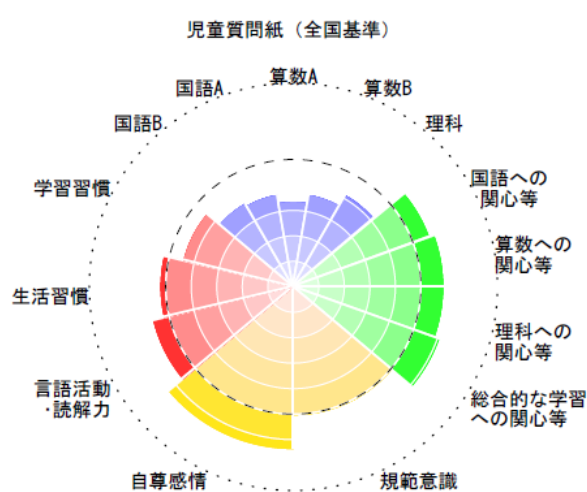 児童質問紙（全国基準）
算数A
算数B
理科
国語への
関心等
算数への
関心等
理科への
関心等
総合的な学習
への関心等
規範意識
自尊感情
言語活動
・読解力
生活習慣
学習習慣
国語B
国語A